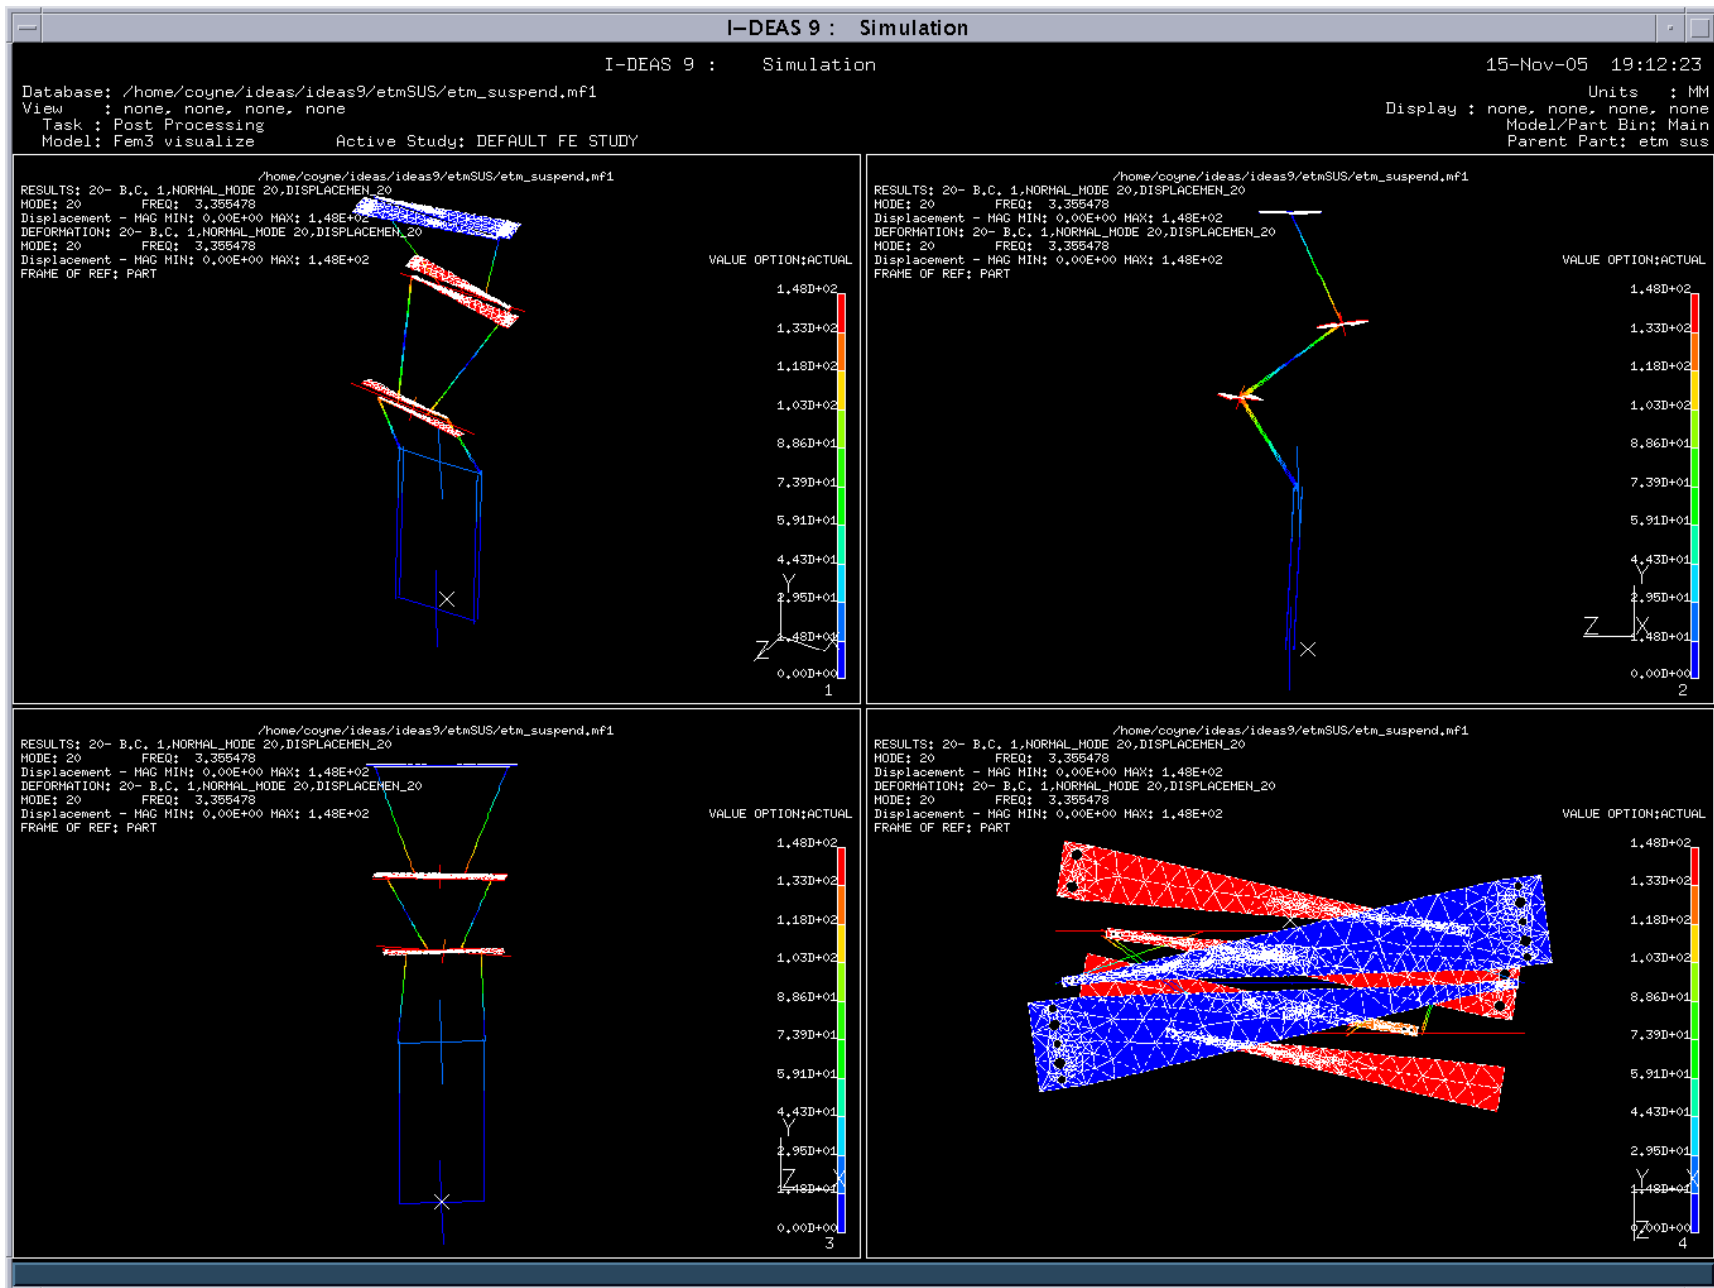 I-DEAS 9 :   Simulation
I-DEAS 9 :    Simulation
15-Nov-05  19:12:23
Database: /home/coyne/ideas/ideas9/etmSUS/etm_suspend.mf1
Units   : MM
View    : none, none, none, none
Display : none, none, none, none
Task : Post Processing
Model/Part Bin: Main
Model: Fem3 visualize
Active Study: DEFAULT FE STUDY
Parent Part: etm sus
/home/coyne/ideas/ideas9/etmSUS/etm_suspend.mf1
RESULTS: 20- B.C. 1,NORMAL_MODE 20,DISPLACEMEN_20
MODE: 20     FREQ: 3.355478
Displacement - MAG MIN: 0.00E+00 MAX: 1.48E+02
DEFORMATION: 20- B.C. 1,NORMAL_MODE 20,DISPLACEMEN_20
MODE: 20     FREQ: 3.355478
Displacement - MAG MIN: 0.00E+00 MAX: 1.48E+02
FRAME OF REF: PART
VALUE OPTION:ACTUAL
1.48D+02
1.33D+02
1.18D+02
1.03D+02
8.86D+01
7.39D+01
5.91D+01
4.43D+01
2.95D+01
1.48D+01
0.00D+00
Y
Z
X
1
/home/coyne/ideas/ideas9/etmSUS/etm_suspend.mf1
RESULTS: 20- B.C. 1,NORMAL_MODE 20,DISPLACEMEN_20
MODE: 20     FREQ: 3.355478
Displacement - MAG MIN: 0.00E+00 MAX: 1.48E+02
DEFORMATION: 20- B.C. 1,NORMAL_MODE 20,DISPLACEMEN_20
MODE: 20     FREQ: 3.355478
Displacement - MAG MIN: 0.00E+00 MAX: 1.48E+02
FRAME OF REF: PART
VALUE OPTION:ACTUAL
1.48D+02
1.33D+02
1.18D+02
1.03D+02
8.86D+01
7.39D+01
5.91D+01
4.43D+01
2.95D+01
1.48D+01
0.00D+00
Y
Z
X
2
/home/coyne/ideas/ideas9/etmSUS/etm_suspend.mf1
RESULTS: 20- B.C. 1,NORMAL_MODE 20,DISPLACEMEN_20
MODE: 20     FREQ: 3.355478
Displacement - MAG MIN: 0.00E+00 MAX: 1.48E+02
DEFORMATION: 20- B.C. 1,NORMAL_MODE 20,DISPLACEMEN_20
MODE: 20     FREQ: 3.355478
Displacement - MAG MIN: 0.00E+00 MAX: 1.48E+02
FRAME OF REF: PART
VALUE OPTION:ACTUAL
1.48D+02
1.33D+02
1.18D+02
1.03D+02
8.86D+01
7.39D+01
5.91D+01
4.43D+01
2.95D+01
1.48D+01
0.00D+00
Y
Z
X
3
/home/coyne/ideas/ideas9/etmSUS/etm_suspend.mf1
RESULTS: 20- B.C. 1,NORMAL_MODE 20,DISPLACEMEN_20
MODE: 20     FREQ: 3.355478
Displacement - MAG MIN: 0.00E+00 MAX: 1.48E+02
DEFORMATION: 20- B.C. 1,NORMAL_MODE 20,DISPLACEMEN_20
MODE: 20     FREQ: 3.355478
Displacement - MAG MIN: 0.00E+00 MAX: 1.48E+02
FRAME OF REF: PART
VALUE OPTION:ACTUAL
1.48D+02
1.33D+02
1.18D+02
1.03D+02
8.86D+01
7.39D+01
5.91D+01
4.43D+01
2.95D+01
1.48D+01
0.00D+00
Y
X
Z
4